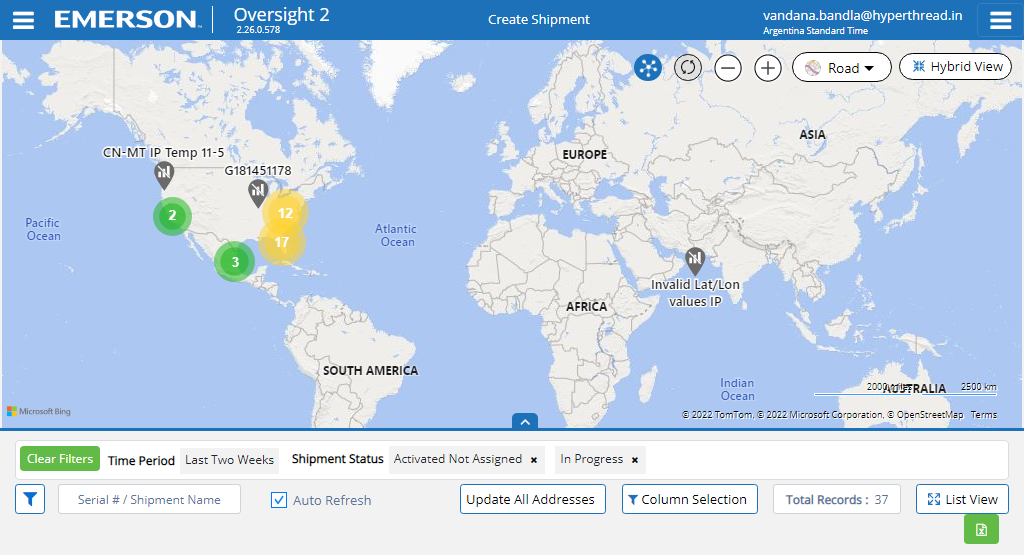 EMERSON
Oversight 2
2.26.0.578
Create Shipment
vandana.bandla@hyperthread.in
Argentina Standard Time
Road
Hybrid View
ASIA
CN-MT IP Temp 11-5
EUROPE
G181451178
12
2
Pacific
Ocean
Atlantic
Ocean
17
3
Invalid Lat/Lon
values IP
AFRICA
SOUTH AMERICA
Indian
Ocean
2000 miles
2500 km
AUSTRALIA
Microsoft Bing
© 2022 TomTom, © 2022 Microsoft Corporation, © OpenStreetMap Terms
Clear Filters
Time Period
Last Two Weeks
Shipment Status
Activated Not Assigned ×
In Progress ×
Serial # / Shipment Name
Auto Refresh
Update All Addresses
Column Selection
Total Records : 37
List View